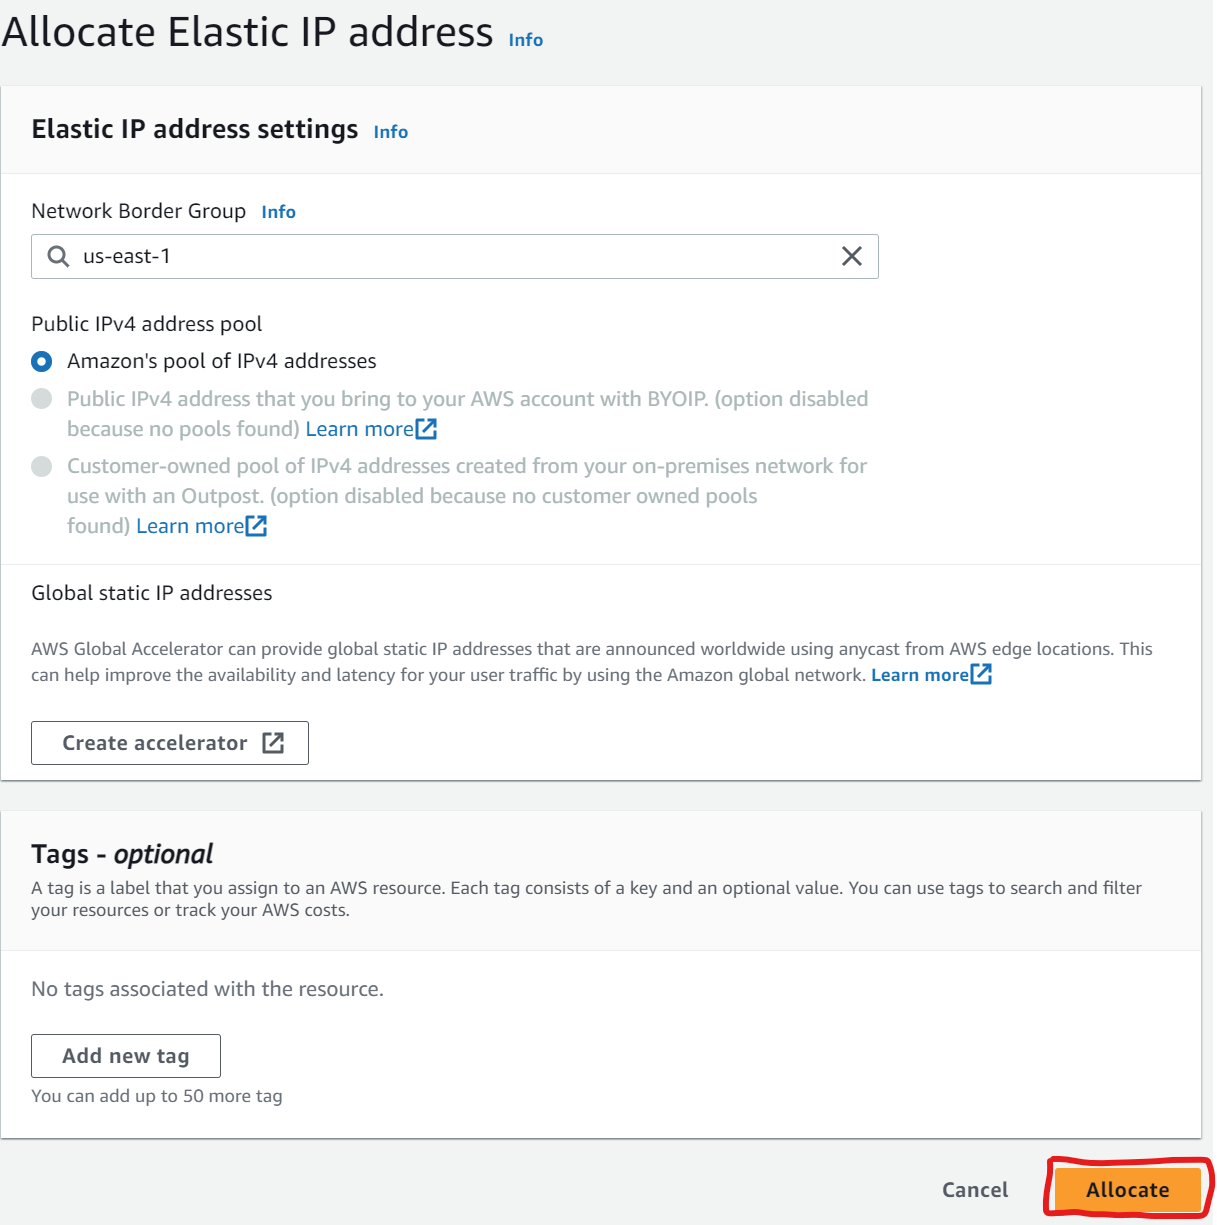 Allocate Elastic IP address Info
Elastic IP address settings Info
Network Border Group Info
us-east-1
Public IPv4 address pool
Amazon's pool of IPv4 addresses
Public IPv4 address that you bring to your AWS account with BYOIP. (option disabled
because no pools found) Learn more
Customer-owned pool of IPv4 addresses created from your on-premises network for
use with an Outpost. (option disabled because no customer owned pools
found) Learn more
Global static IP addresses
AWS Global Accelerator can provide global static IP addresses that are announced worldwide using anycast from AWS edge locations. This
can help improve the availability and latency for your user traffic by using the Amazon global network. Learn more
Create accelerator
Tags - optional
A tag is a label that you assign to an AWS resource. Each tag consists of a key and an optional value. You can use tags to search and filter
your resources or track your AWS costs.
No tags associated with the resource.
Add new tag
You can add up to 50 more tag
Cancel Allocate